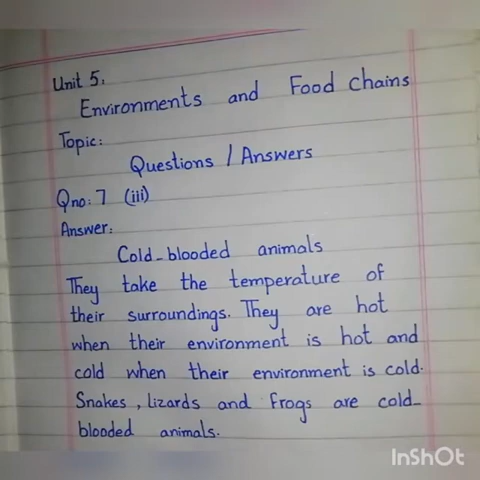 Unit 5.
Environments and Food Chains
Topic:
Questions / Answers
Qno: 7 (iii)
Answer:
Cold-blooded animals
They take the temperature of
their surroundings. They are hot
when their environment is hot and
cold when their environment is cold.
Snakes, lizards and frogs are cold-
blooded animals.
InShOt